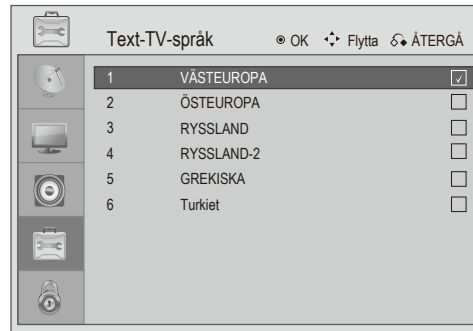 Text-TV-språk OK Flytta ÅTERGÅ
1 VÄSTEUROPA
2 ÖSTEUROPA
3 RYSSLAND
4 RYSSLAND-2
5 GREKISKA
6 Turkiet